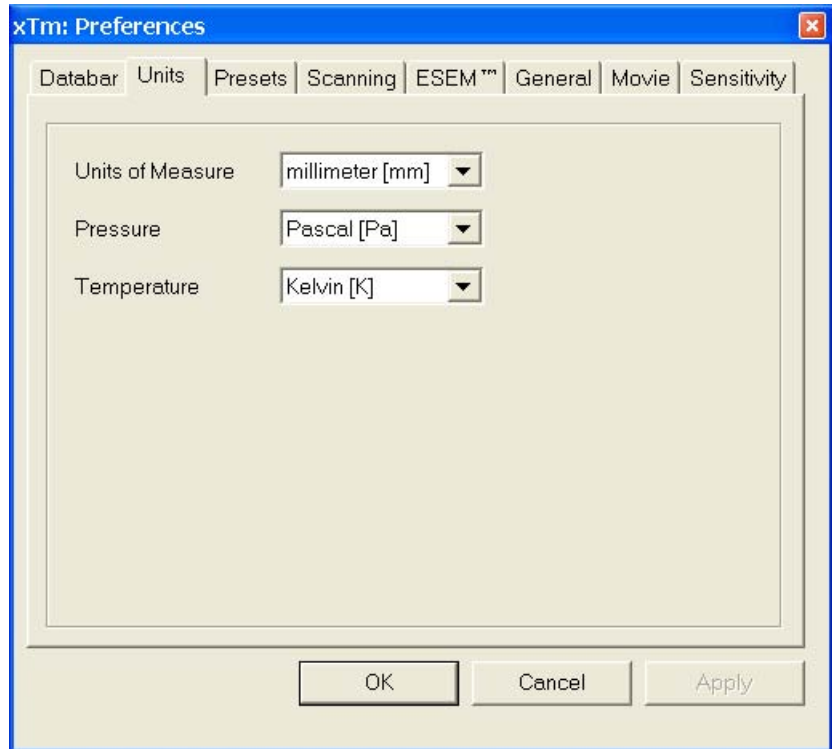 xTm: Preferences
Databar Units Presets Scanning ESEM™ General Movie Sensitivity
Units of Measure millimeter [mm]
Pressure Pascal [Pa]
Temperature Kelvin [K]
OK Cancel Apply